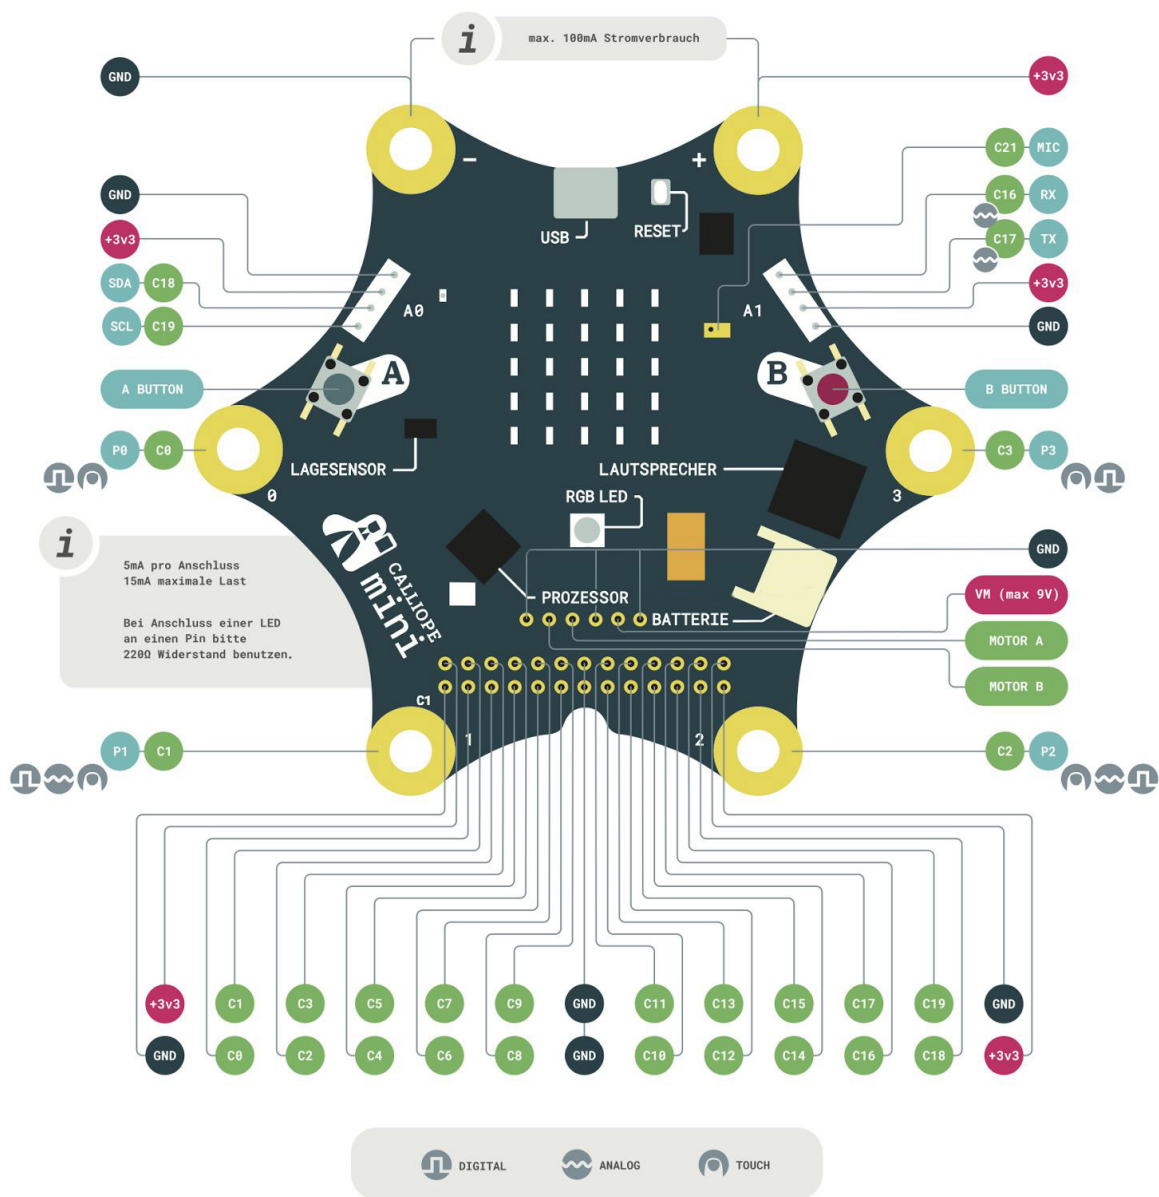 i
max. 100mA Stromverbrauch
GND
+3v3
−
+
C21 MIC
GND
C16 RX
USB
RESET
+3v3
C17 TX
SDA C18
A0
A1
+3v3
SCL C19
GND
A BUTTON
A
B
B BUTTON
P0 C0
C3 P3
LAGESENSOR
LAUTSPRECHER
0
3
RGB LED
i
5mA pro Anschluss
15mA maximale Last
Bei Anschluss einer LED
an einen Pin bitte
220Ω Widerstand benutzen.
CALLIOPE
mini
GND
PROZESSOR
BATTERIE
VM (max 9V)
MOTOR A
MOTOR B
C1
1
2
P1 C1
C2 P2
+3v3 C1 C3 C5 C7 C9 GND C11 C13 C15 C17 C19 GND
GND C0 C2 C4 C6 C8 GND C10 C12 C14 C16 C18 +3v3
DIGITAL
ANALOG
TOUCH